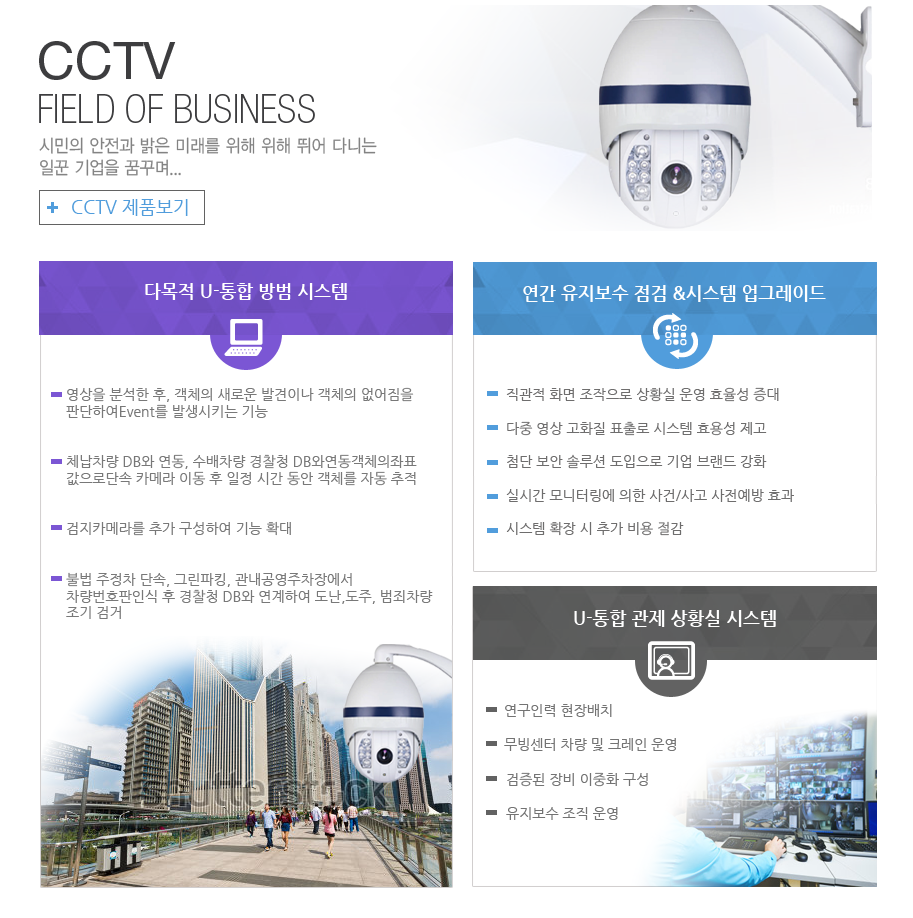 CCTV
FIELD OF BUSINESS
시민의 안전과 밝은 미래를 위해 위해 뛰어 다니는
일꾼 기업을 꿈꾸며...
+ CCTV 제품보기
다목적 U-통합 방범 시스템
영상을 분석한 후, 객체의 새로운 발견이나 객체의 없어짐을
판단하여Event를 발생시키는 기능
체납차량 DB와 연동, 수배차량 경찰청 DB와연동객체의좌표
값으로단속 카메라 이동 후 일정 시간 동안 객체를 자동 추적
검지카메라를 추가 구성하여 기능 확대
불법 주정차 단속, 그린파킹, 관내공영주차장에서
차량번호판인식 후 경찰청 DB와 연계하여 도난,도주, 범죄차량
조기 검거
shutterstock
연간 유지보수 점검 &시스템 업그레이드
직관적 화면 조작으로 상황실 운영 효율성 증대
다중 영상 고화질 표출로 시스템 효용성 제고
첨단 보안 솔루션 도입으로 기업 브랜드 강화
실시간 모니터링에 의한 사건/사고 사전예방 효과
시스템 확장 시 추가 비용 절감
U-통합 관제 상황실 시스템
연구인력 현장배치
무빙센터 차량 및 크레인 운영
검증된 장비 이중화 구성
유지보수 조직 운영